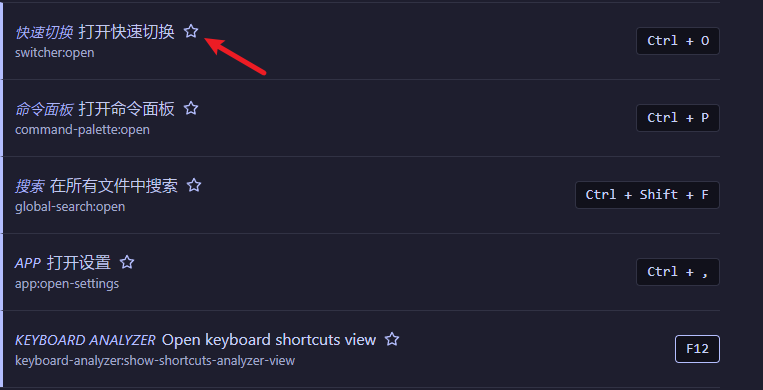 快速切换 打开快速切换
switcher:open
Ctrl + O
命令面板 打开命令面板
command-palette:open
Ctrl + P
搜索 在所有文件中搜索
global-search:open
Ctrl + Shift + F
APP 打开设置
app:open-settings
Ctrl + ,
KEYBOARD ANALYZER Open keyboard shortcuts view
keyboard-analyzer:show-shortcuts-analyzer-view
F12